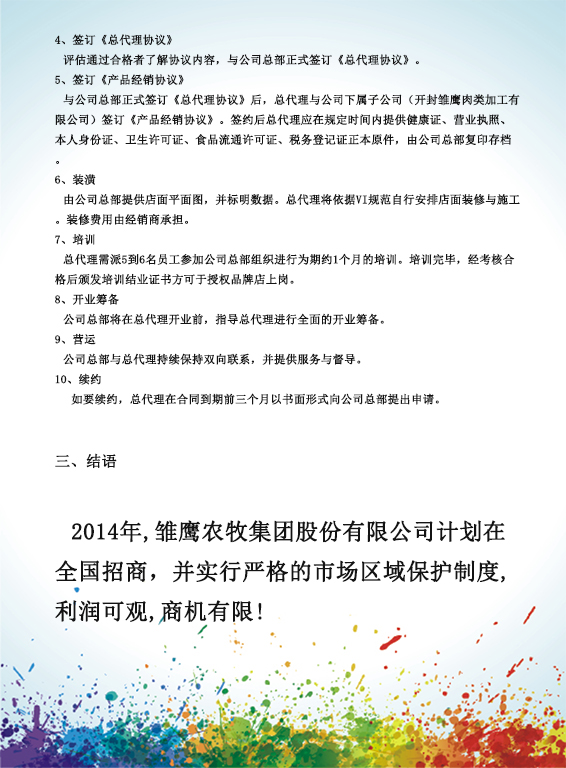 4、签订《总代理协议》
评估通过合格者了解协议内容，与公司总部正式签订《总代理协议》。
5、签订《产品经销协议》
与公司总部正式签订《总代理协议》后，总代理与公司下属子公司（开封雏鹰肉类加工有
限公司）签订《产品经销协议》。签约后总代理应在规定时间内提供健康证、营业执照、
本人身份证、卫生许可证、食品流通许可证、税务登记证正本原件，由公司总部复印存档
。
6、装潢
由公司总部提供店面平面图，并标明数据。总代理将依据VI规范自行安排店面装修与施工
。装修费用由经销商承担。
7、培训
总代理需派5到6名员工参加公司总部组织进行为期约1个月的培训。培训完毕，经考核合
格后颁发培训结业证书方可于授权品牌店上岗。
8、开业筹备
公司总部将在总代理开业前，指导总代理进行全面的开业筹备。
9、营运
公司总部与总代理持续保持双向联系，并提供服务与督导。
10、续约
如要续约，总代理在合同到期前三个月以书面形式向公司总部提出申请。
三、结语
2014年,雏鹰农牧集团股份有限公司计划在
全国招商，并实行严格的市场区域保护制度,
利润可观,商机有限!